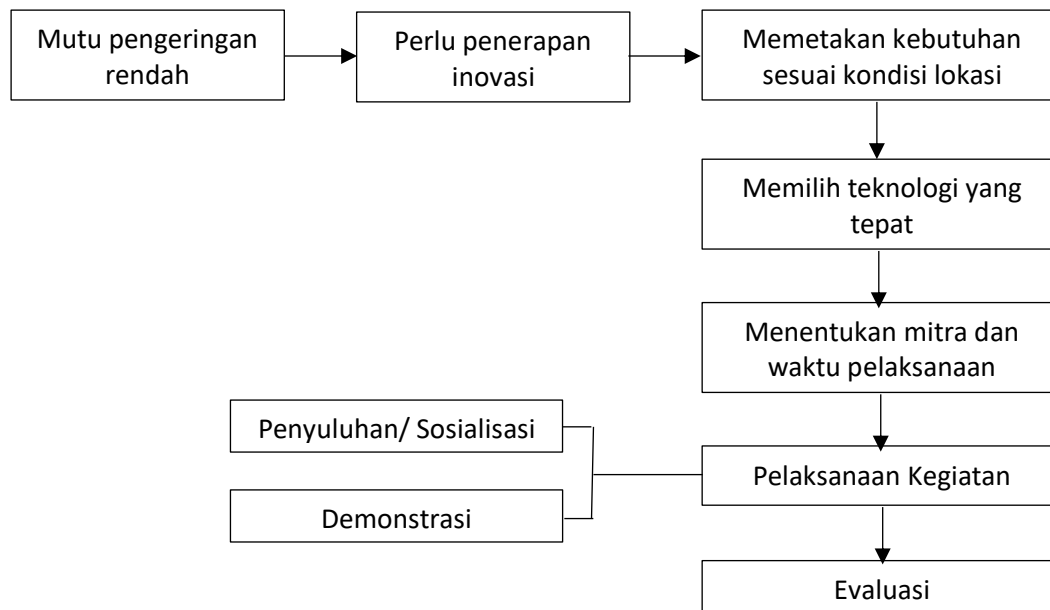 Mutu pengeringan
rendah
Perlu penerapan
inovasi
Memetakan kebutuhan
sesuai kondisi lokasi
Memilih teknologi yang
tepat
Menentukan mitra dan
waktu pelaksanaan
Penyuluhan/ Sosialisasi
Demonstrasi
Pelaksanaan Kegiatan
Evaluasi